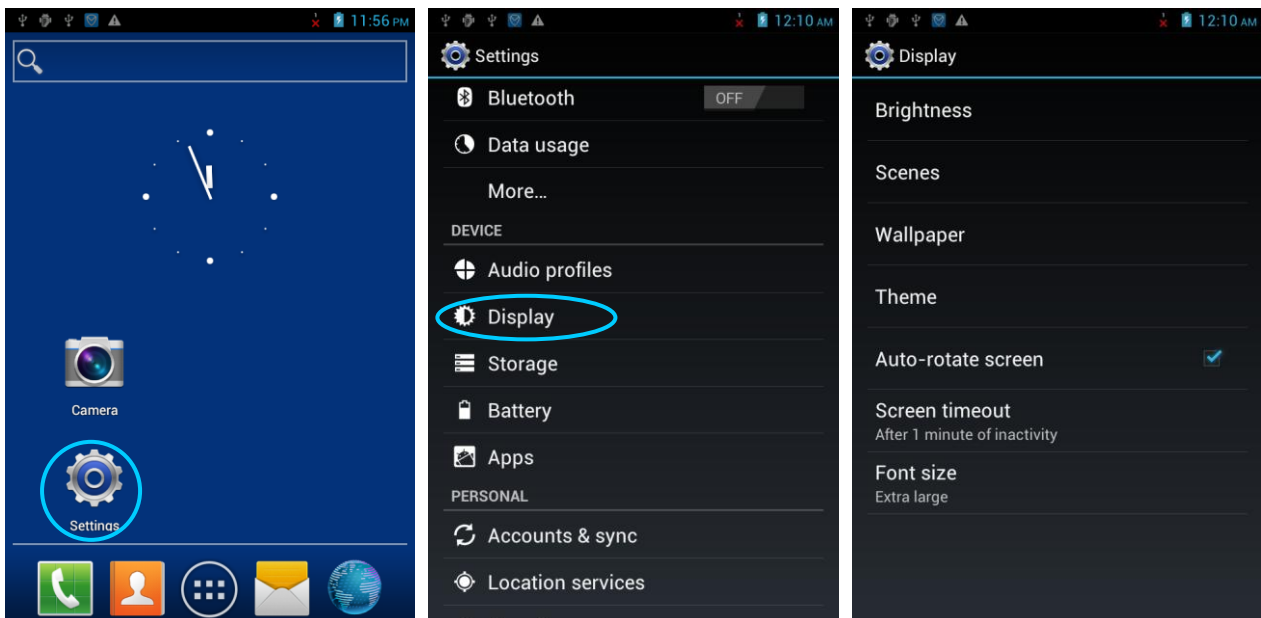 11:56 PM
Camera
Settings
12:10 AM
Settings
Bluetooth
OFF
Data usage
More...
DEVICE
Audio profiles
Display
Storage
Battery
Apps
PERSONAL
Accounts & sync
Location services
12:10 AM
Display
Brightness
Scenes
Wallpaper
Theme
Auto-rotate screen
Screen timeout
After 1 minute of inactivity
Font size
Extra large